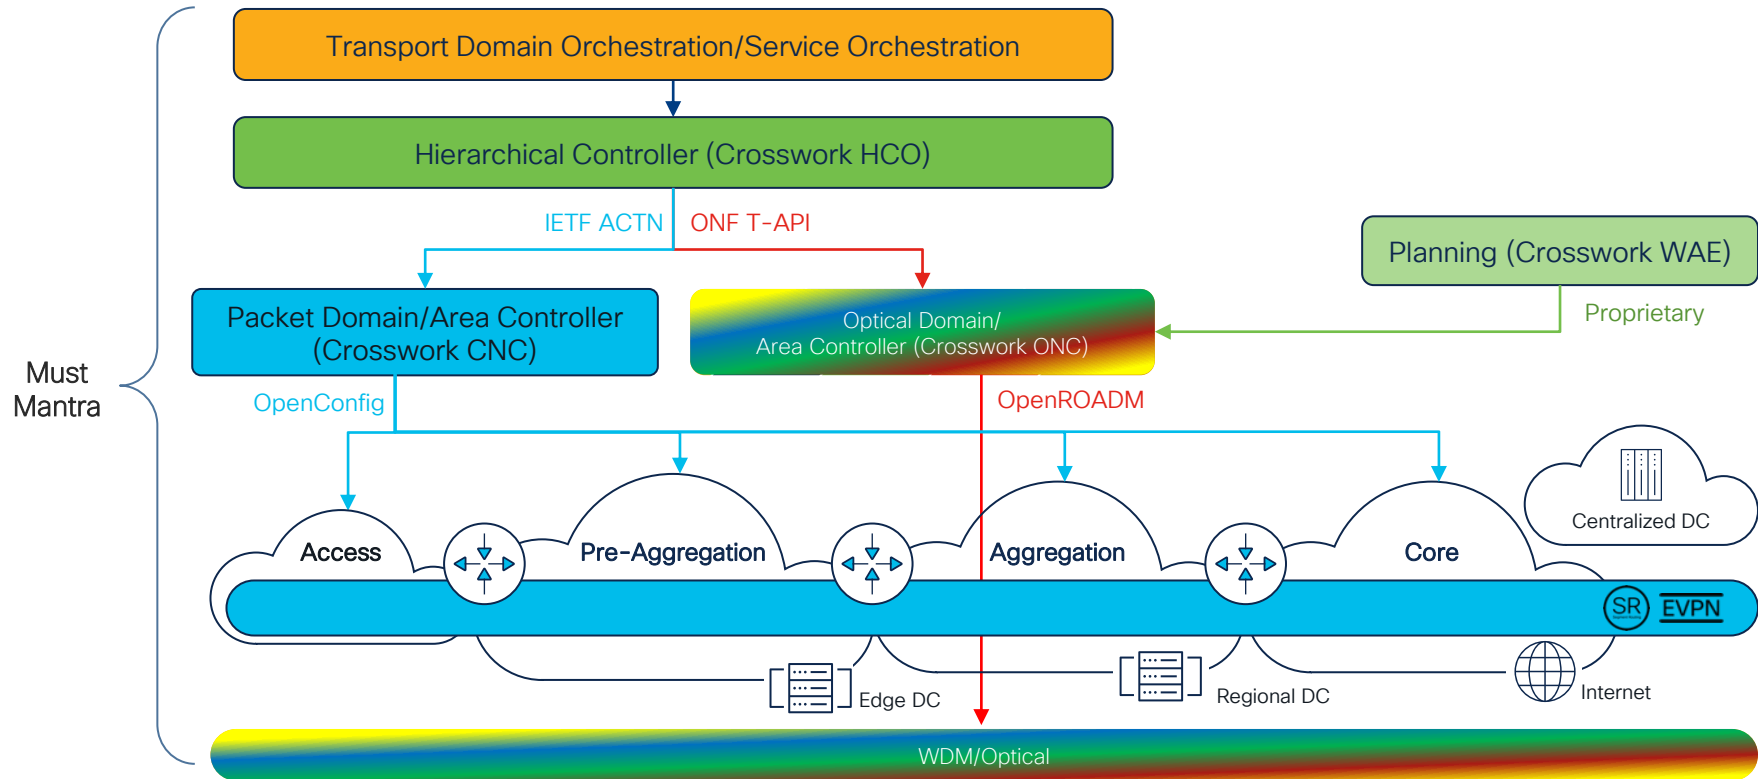 Transport Domain Orchestration/Service Orchestration
Hierarchical Controller (Crosswork HCO)
IETF ACTN
ONF T-API
Planning (Crosswork WAE)
Proprietary
Packet Domain/Area Controller
(Crosswork CNC)
Optical Domain/
Area Controller (Crosswork ONC)
Must
Mantra
OpenConfig
OpenROADM
Centralized DC
Access
Pre-Aggregation
Aggregation
Core
SR
EVPN
Edge DC
Regional DC
Internet
WDM/Optical